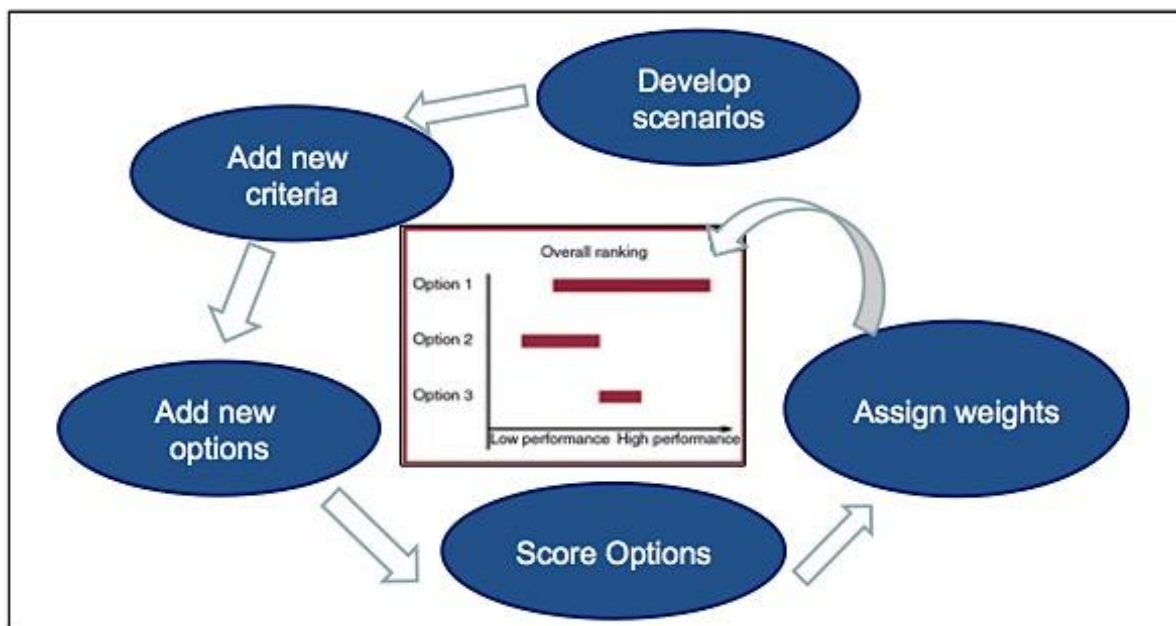 Develop
scenarios
Add new
criteria
Overall ranking
Option 1
Option 2
Option 3
Low performance High performance
Add new
options
Assign weights
Score Options